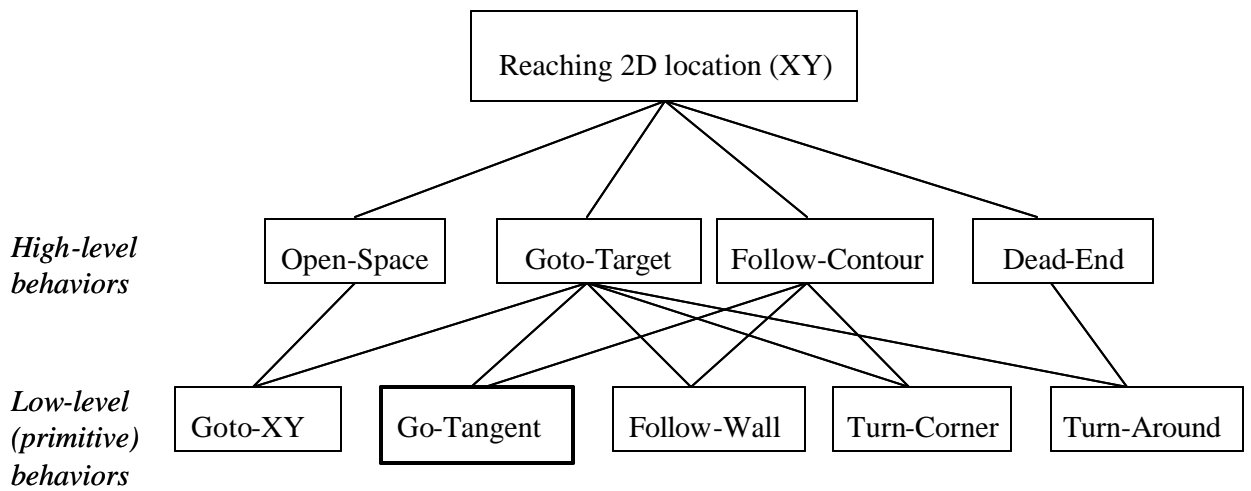 Reaching 2D location (XY)
High-level
behaviors
Open-Space
Goto-Target
Follow-Contour
Dead-End
Low-level
(primitive)
behaviors
Goto-XY
Go-Tangent
Follow-Wall
Turn-Corner
Turn-Around